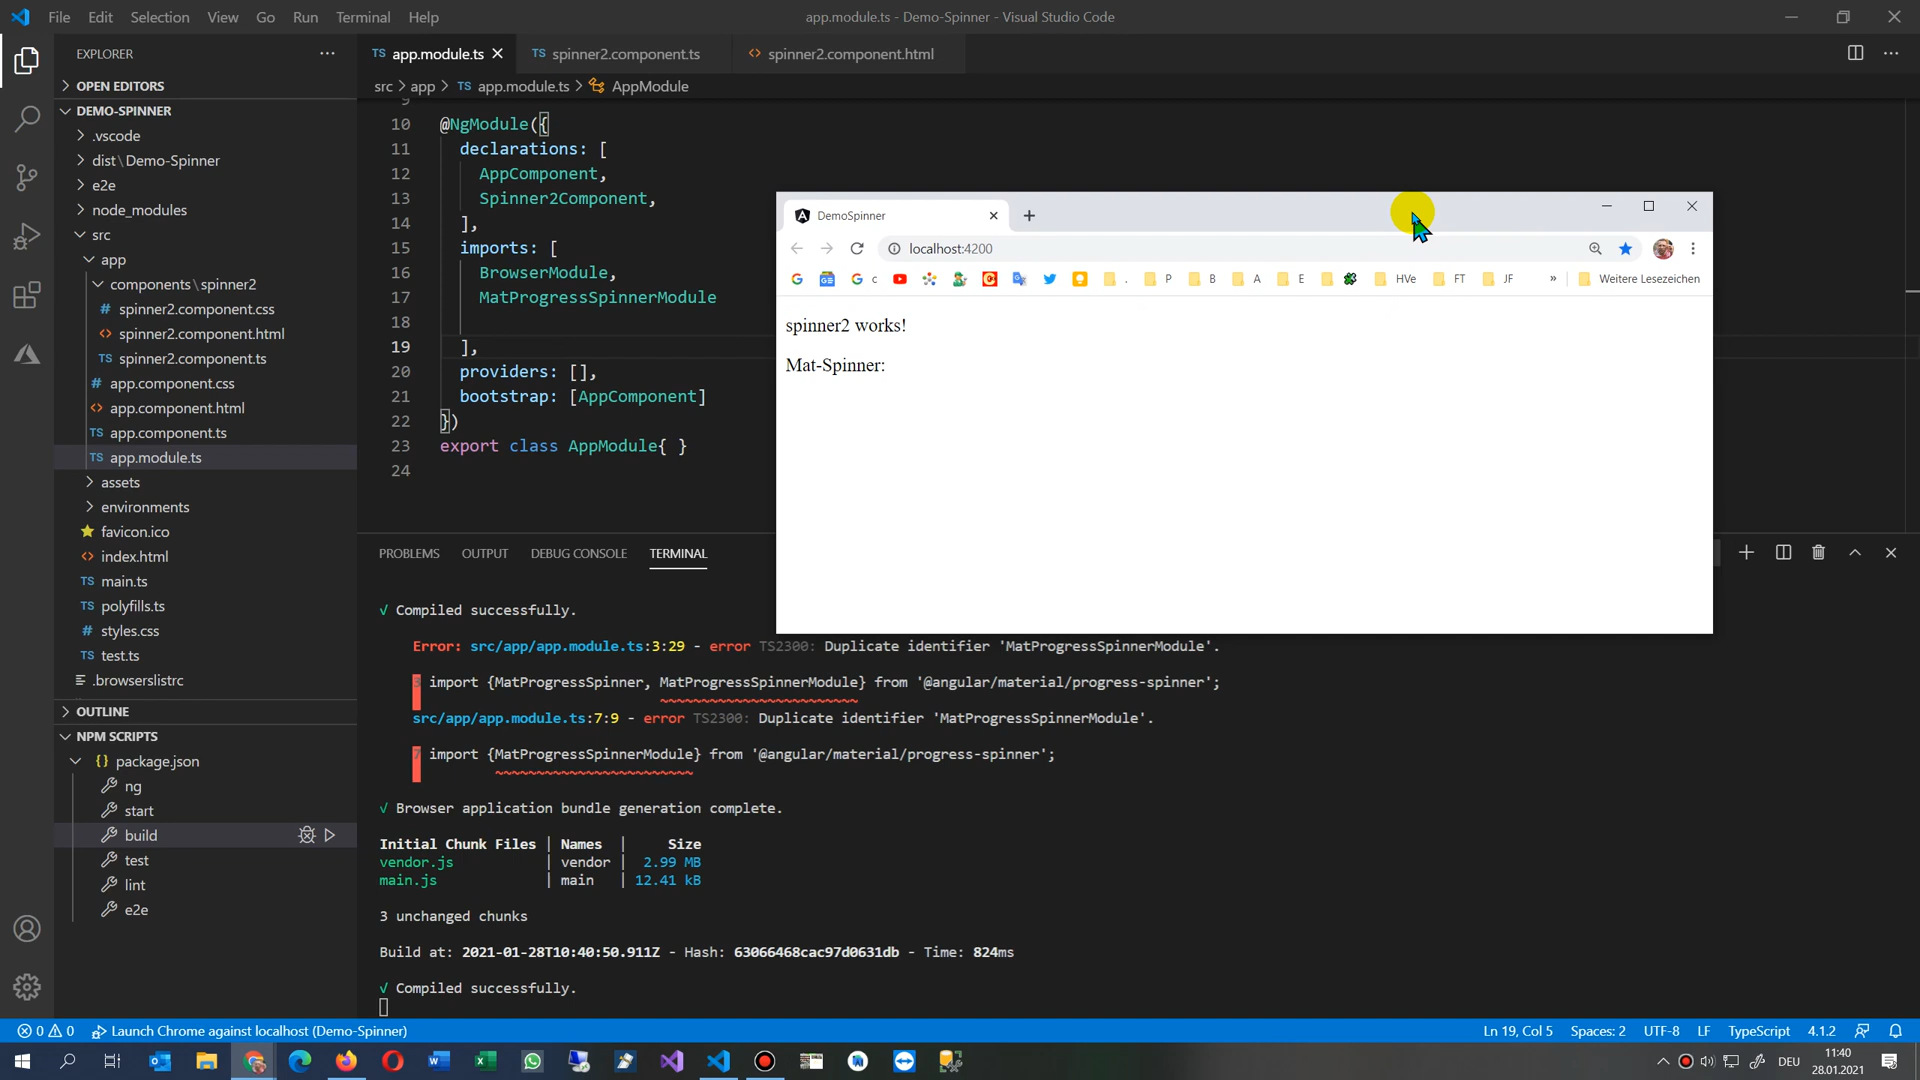 File Edit Selection View Go Run Terminal Help
app.module.ts - Demo-Spinner - Visual Studio Code
EXPLORER
OPEN EDITORS
DEMO-SPINNER
.vscode
dist\Demo-Spinner
e2e
node_modules
src
app
components\spinner2
# spinner2.component.css
<> spinner2.component.html
TS spinner2.component.ts
# app.component.css
<> app.component.html
TS app.component.ts
TS app.module.ts
assets
environments
favicon.ico
<> index.html
TS main.ts
TS polyfills.ts
# styles.css
TS test.ts
.browserslistrc
OUTLINE
NPM SCRIPTS
{} package.json
ng
start
build
test
lint
e2e
TS app.module.ts
TS spinner2.component.ts
<> spinner2.component.html
src > app > TS app.module.ts > AppModule
9
10 @NgModule({
11 declarations: [
12 AppComponent,
13 Spinner2Component,
14 ],
15 imports: [
16 BrowserModule,
17 MatProgressSpinnerModule
18
19 ],
20 providers: [],
21 bootstrap: [AppComponent]
22 })
23 export class AppModule{ }
24
DemoSpinner
localhost:4200
c . P B A E HVe FT JF » Weitere Lesezeichen
spinner2 works!
Mat-Spinner:
PROBLEMS OUTPUT DEBUG CONSOLE TERMINAL
√ Compiled successfully.
Error: src/app/app.module.ts:3:29 - error TS2300: Duplicate identifier 'MatProgressSpinnerModule'.
3 import {MatProgressSpinner, MatProgressSpinnerModule} from '@angular/material/progress-spinner';
~~~~~~~~~~~~~~~~~~~~~~~~
src/app/app.module.ts:7:9 - error TS2300: Duplicate identifier 'MatProgressSpinnerModule'.
7 import {MatProgressSpinnerModule} from '@angular/material/progress-spinner';
~~~~~~~~~~~~~~~~~~~~~~~~
√ Browser application bundle generation complete.
Initial Chunk Files | Names | Size
vendor.js | vendor | 2.99 MB
main.js | main | 12.41 kB
3 unchanged chunks
Build at: 2021-01-28T10:40:50.911Z - Hash: 63066468cac97d0631db - Time: 824ms
√ Compiled successfully.
0 0 Launch Chrome against localhost (Demo-Spinner)
Ln 19, Col 5 Spaces: 2 UTF-8 LF TypeScript 4.1.2
DEU
11:40
28.01.2021